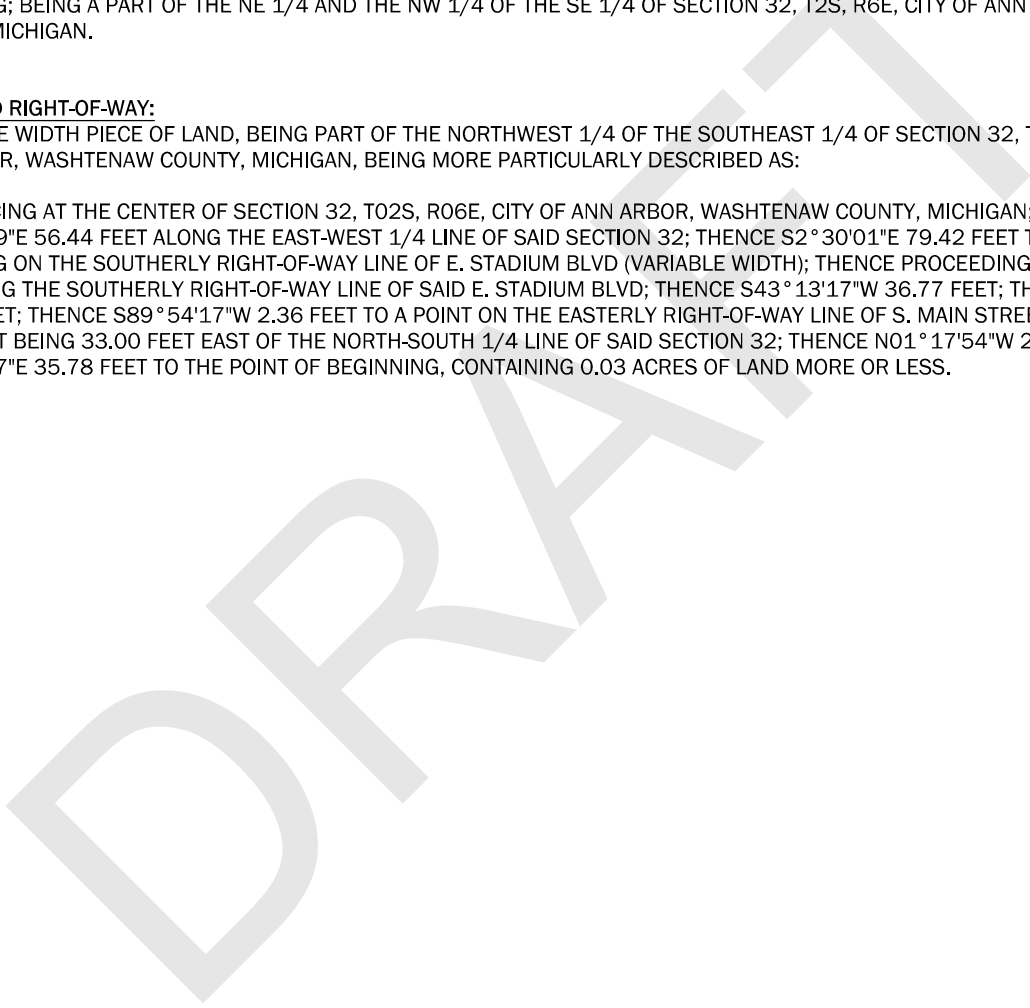 G; BEING A PART OF THE NE 1/4 AND THE NW 1/4 OF THE SE 1/4 OF SECTION 32, T2S, R6E, CITY OF ANN
MICHIGAN.
D RIGHT-OF-WAY:
E WIDTH PIECE OF LAND, BEING PART OF THE NORTHWEST 1/4 OF THE SOUTHEAST 1/4 OF SECTION 32, T
R, WASHTENAW COUNTY, MICHIGAN, BEING MORE PARTICULARLY DESCRIBED AS:
CING AT THE CENTER OF SECTION 32, T02S, R06E, CITY OF ANN ARBOR, WASHTENAW COUNTY, MICHIGAN;
9"E 56.44 FEET ALONG THE EAST-WEST 1/4 LINE OF SAID SECTION 32; THENCE S2°30'01"E 79.42 FEET T
G ON THE SOUTHERLY RIGHT-OF-WAY LINE OF E. STADIUM BLVD (VARIABLE WIDTH); THENCE PROCEEDING
G THE SOUTHERLY RIGHT-OF-WAY LINE OF SAID E. STADIUM BLVD; THENCE S43°13'17"W 36.77 FEET; TH
ET; THENCE S89°54'17"W 2.36 FEET TO A POINT ON THE EASTERLY RIGHT-OF-WAY LINE OF S. MAIN STREE
T BEING 33.00 FEET EAST OF THE NORTH-SOUTH 1/4 LINE OF SAID SECTION 32; THENCE N01°17'54"W 2
7"E 35.78 FEET TO THE POINT OF BEGINNING, CONTAINING 0.03 ACRES OF LAND MORE OR LESS.
DRAFT